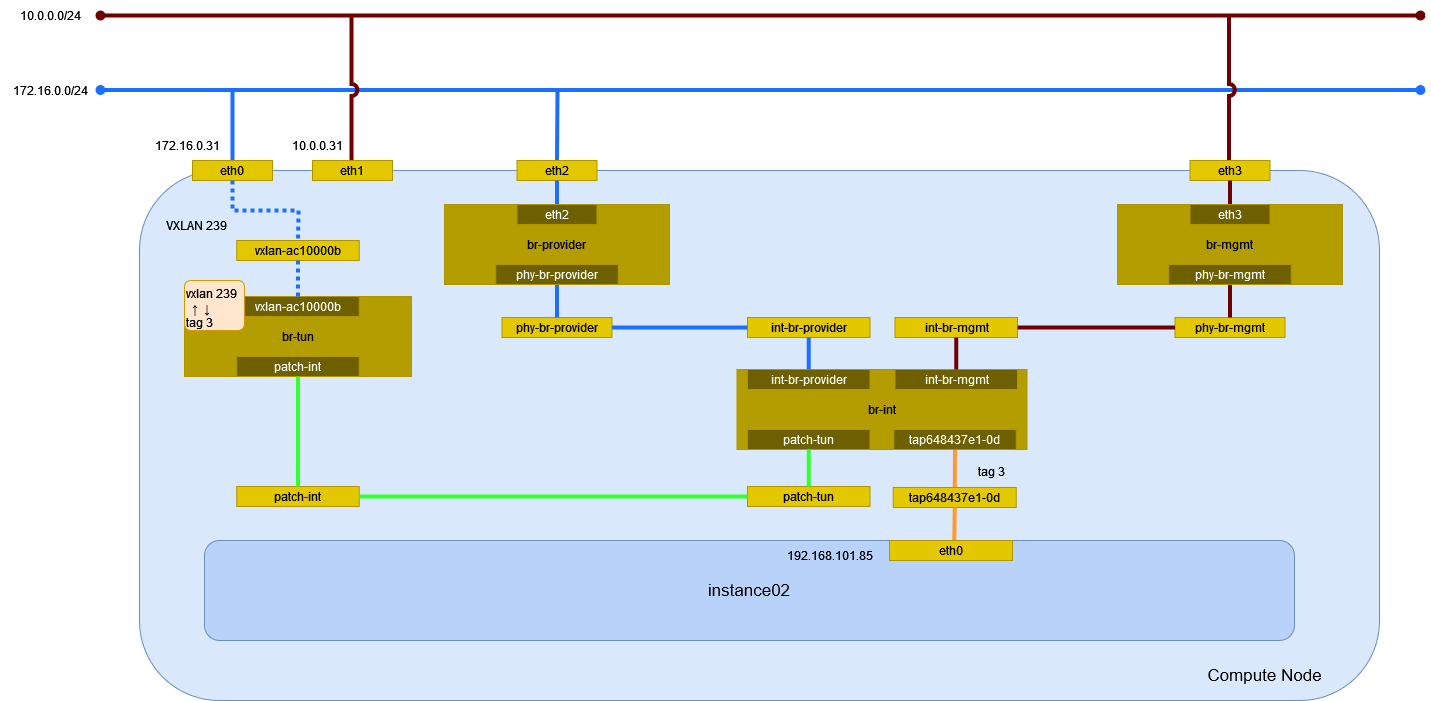 10.0.0.0/24
172.16.0.0/24
172.16.0.31
10.0.0.31
eth0
eth1
eth2
eth3
VXLAN 239
eth2
eth3
vxlan-ac10000b
br-provider
br-mgmt
phy-br-provider
phy-br-mgmt
vxlan 239
↑ ↓
tag 3
vxlan-ac10000b
br-tun
patch-int
phy-br-provider
int-br-provider
int-br-mgmt
phy-br-mgmt
int-br-provider
int-br-mgmt
br-int
patch-tun
tap648437e1-0d
tag 3
patch-int
patch-tun
tap648437e1-0d
192.168.101.85
eth0
instance02
Compute Node